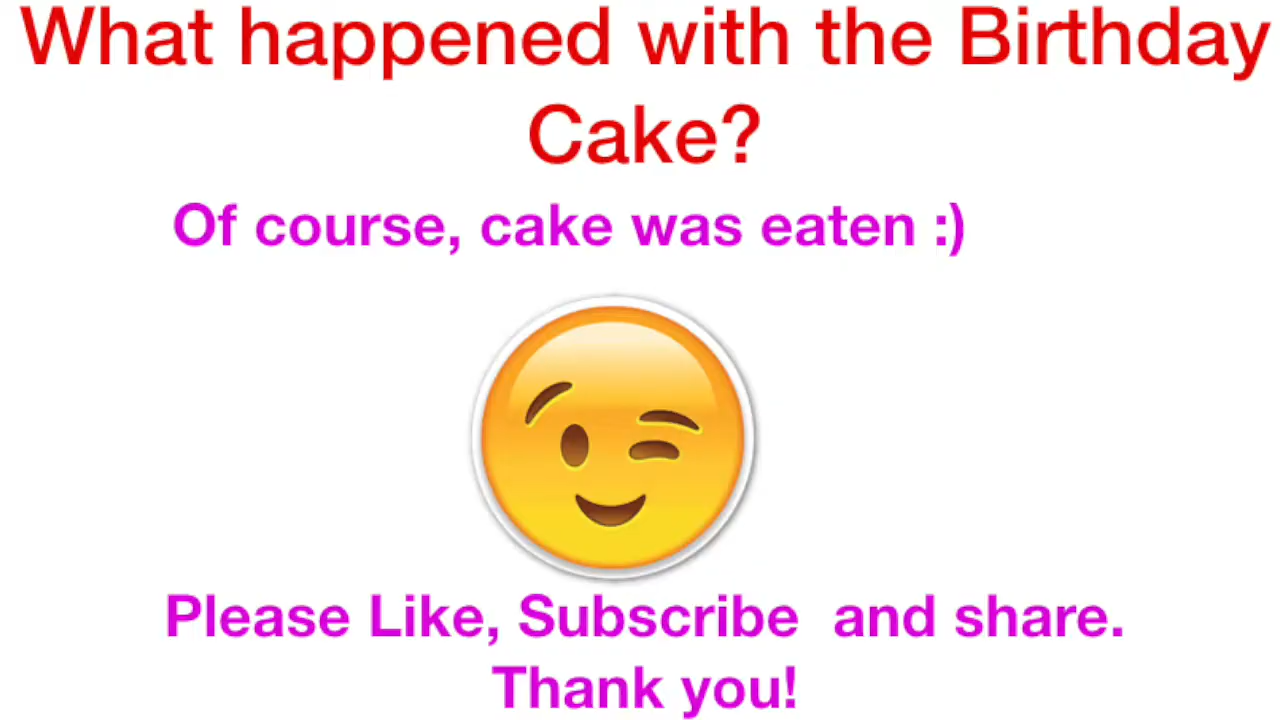 What happened with the Birthday
Cake?
Of course, cake was eaten :)
Please Like, Subscribe and share.
Thank you!